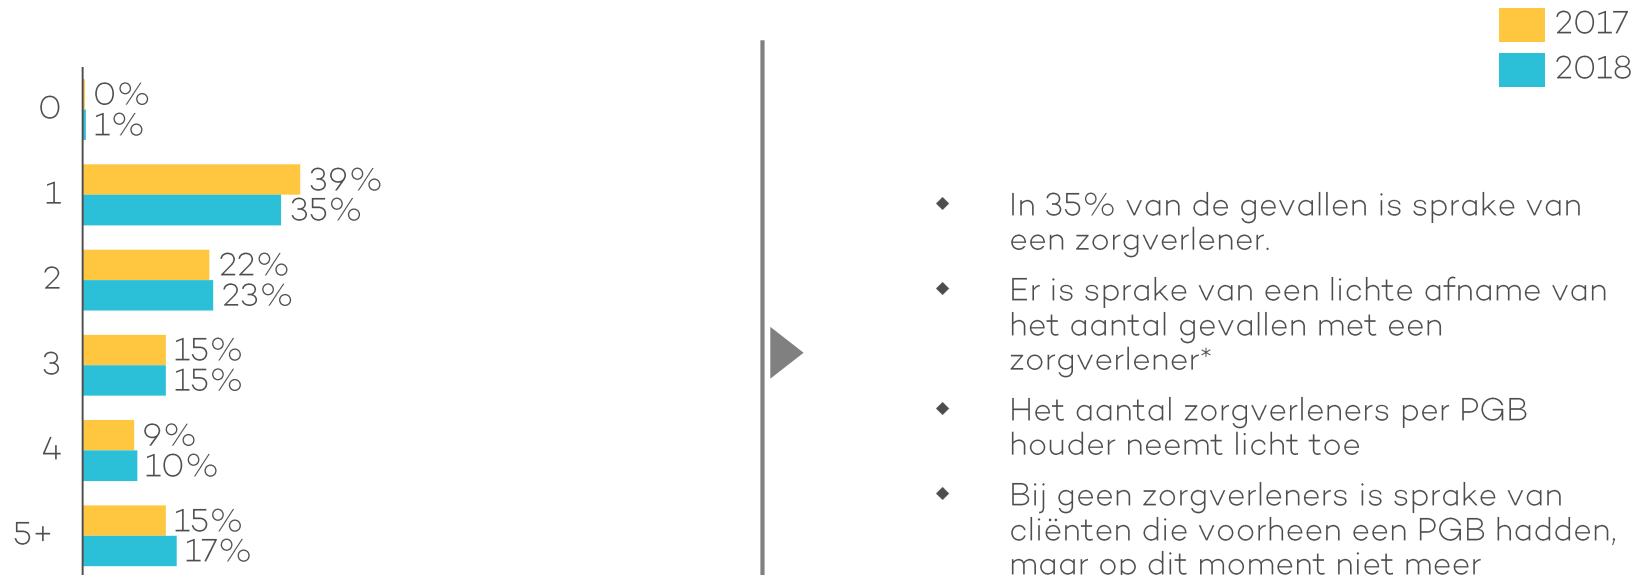 2017
2018
0
0%
1%
1
39%
35%
2
22%
23%
3
15%
15%
4
9%
10%
5+
15%
17%
In 35% van de gevallen is sprake van
een zorgverlener.
Er is sprake van een lichte afname van
het aantal gevallen met een
zorgverlener*
Het aantal zorgverleners per PGB
houder neemt licht toe
Bij geen zorgverleners is sprake van
cliënten die voorheen een PGB hadden,
maar op dit moment niet meer